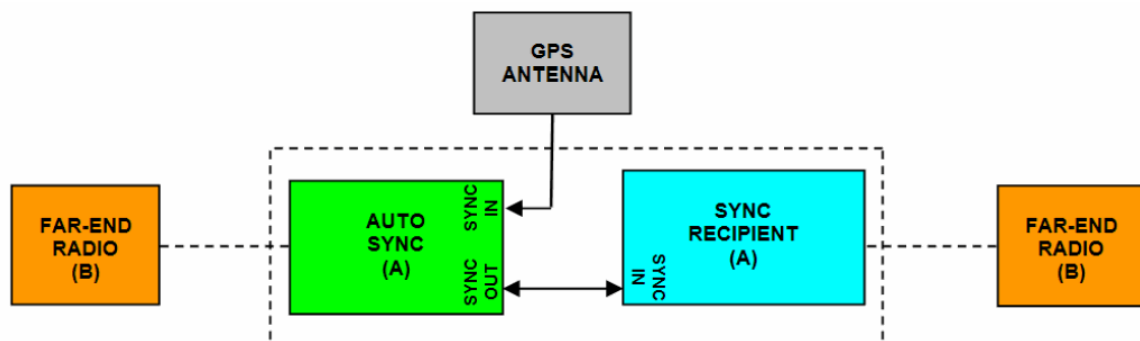 GPS
ANTENNA
FAR-END
RADIO
(B)
AUTO
SYNC
(A)
SYNC
IN
SYNC
OUT
SYNC
RECIPIENT
(A)
SYNC
IN
FAR-END
RADIO
(B)